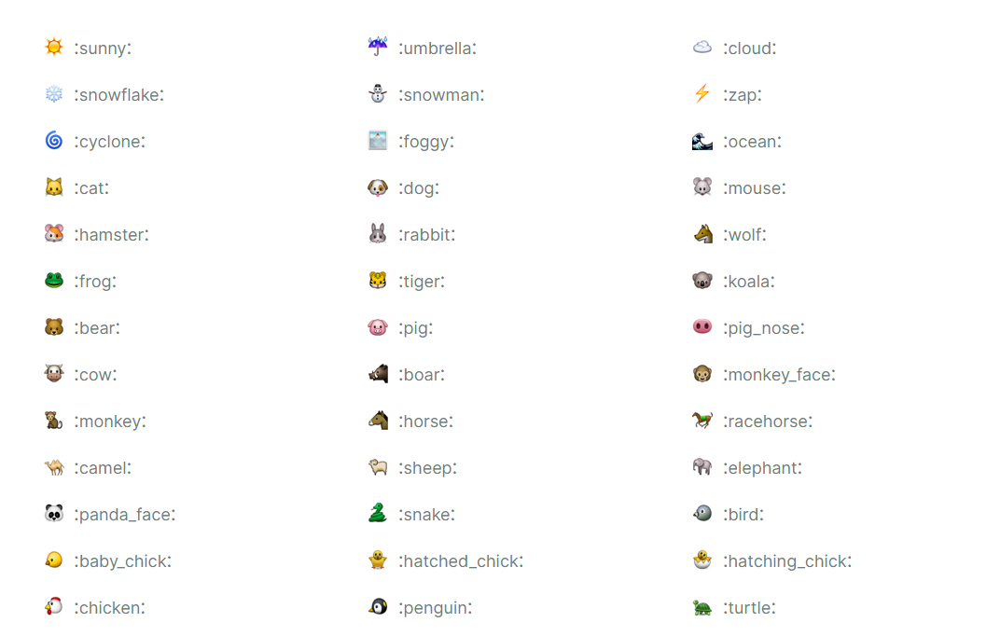 :sunny: :umbrella: :cloud:
:snowflake: :snowman: :zap:
:cyclone: :foggy: :ocean:
:cat: :dog: :mouse:
:hamster: :rabbit: :wolf:
:frog: :tiger: :koala:
:bear: :pig: :pig_nose:
:cow: :boar: :monkey_face:
:monkey: :horse: :racehorse:
:camel: :sheep: :elephant:
:panda_face: :snake: :bird:
:baby_chick: :hatched_chick: :hatching_chick:
:chicken: :penguin: :turtle: